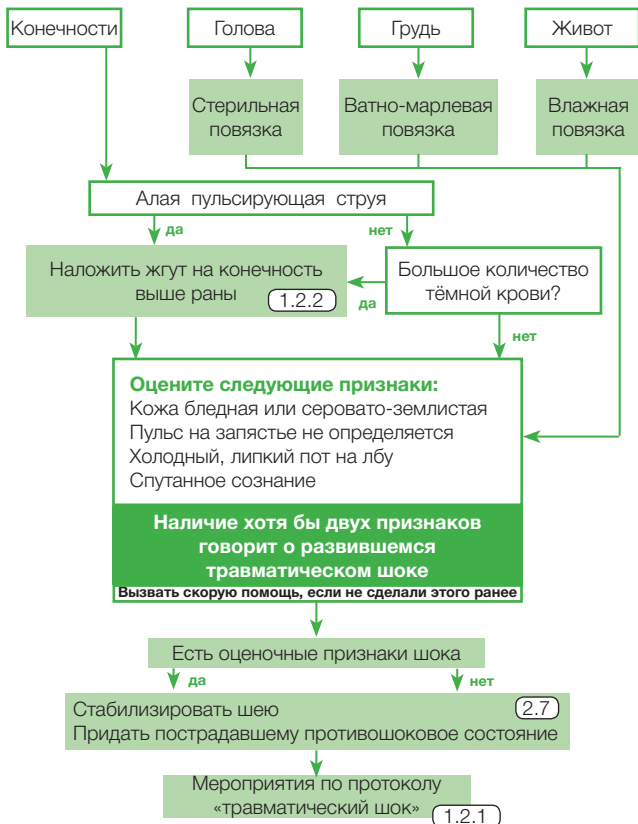 Конечности
Голова
Грудь
Живот
Стерильная
повязка
Ватно-марлевая
повязка
Влажная
повязка
Алая пульсирующая струя
да
нет
Наложить жгут на конечность
выше раны
1.2.2
да
Большое количество
тёмной крови?
нет
Оцените следующие признаки:
Кожа бледная или серовато-землистая
Пульс на запястье не определяется
Холодный, липкий пот на лбу
Спутанное сознание
Наличие хотя бы двух признаков
говорит о развившемся
травматическом шоке
Вызвать скорую помощь, если не сделали этого ранее
Есть оценочные признаки шока
да
нет
Стабилизировать шею
2.7
Придать пострадавшему противошоковое состояние
Мероприятия по протоколу
«травматический шок»
1.2.1